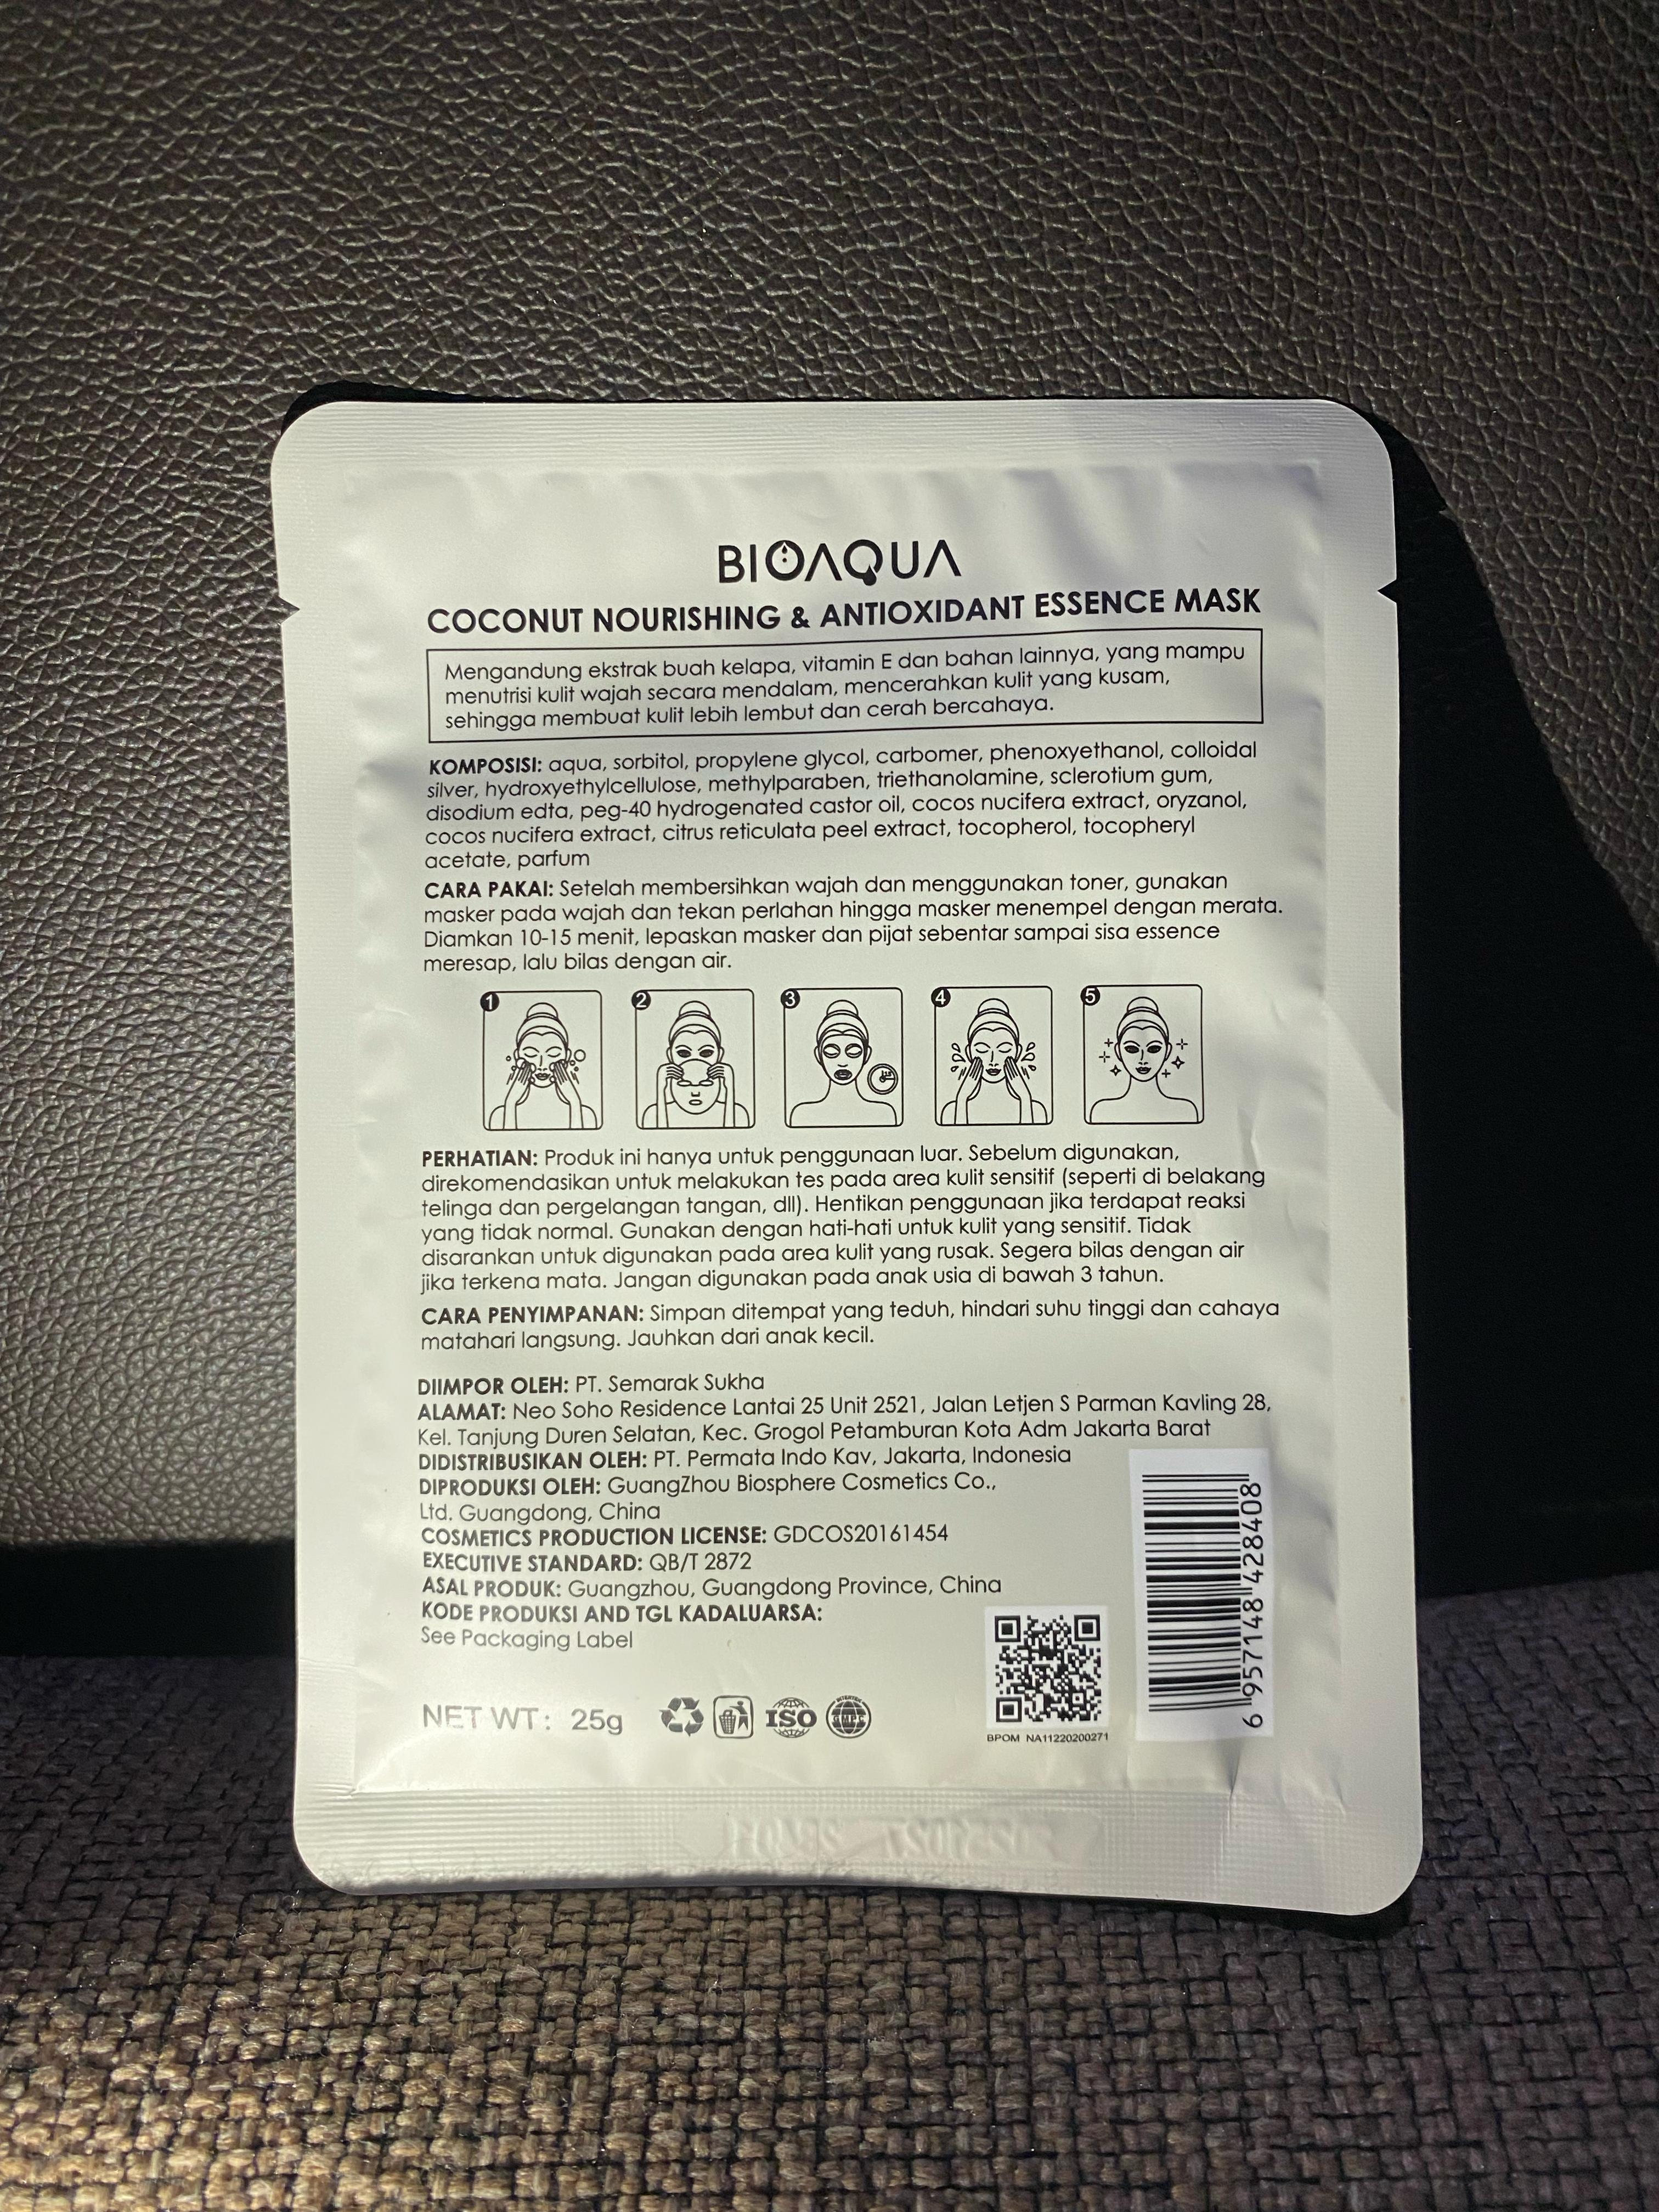 BIOAQUA
COCONUT NOURISHING & ANTIOXIDANT ESSENCE MASK
Mengandung ekstrak buah kelapa, vitamin E dan bahan lainnya, yang mampu
menutrisi kulit wajah secara mendalam, mencerahkan kulit yang kusam,
sehingga membuat kulit lebih lembut dan cerah bercahaya.
KOMPOSISI: aqua, sorbitol, propylene glycol, carbomer, phenoxyethanol, colloidal
silver, hydroxyethylcellulose, methylparaben, triethanolamine, sclerotium gum,
disodium edta, peg-40 hydrogenated castor oil, cocos nucifera extract, oryzanol,
cocos nucifera extract, citrus reticulata peel extract, tocopherol, tocopheryl
acetate, parfum
CARA PAKAI: Setelah membersihkan wajah dan menggunakan toner, gunakan
masker pada wajah dan tekan perlahan hingga masker menempel dengan merata.
Diamkan 10-15 menit, lepaskan masker dan pijat sebentar sampai sisa essence
meresap, lalu bilas dengan air.
1 2 3 4 5
PERHATIAN: Produk ini hanya untuk penggunaan luar. Sebelum digunakan,
direkomendasikan untuk melakukan tes pada area kulit sensitif (seperti di belakang
telinga dan pergelangan tangan, dll). Hentikan penggunaan jika terdapat reaksi
yang tidak normal. Gunakan dengan hati-hati untuk kulit yang sensitif. Tidak
disarankan untuk digunakan pada area kulit yang rusak. Segera bilas dengan air
jika terkena mata. Jangan digunakan pada anak usia di bawah 3 tahun.
CARA PENYIMPANAN: Simpan ditempat yang teduh, hindari suhu tinggi dan cahaya
matahari langsung. Jauhkan dari anak kecil.
DIIMPOR OLEH: PT. Semarak Sukha
ALAMAT: Neo Soho Residence Lantai 25 Unit 2521, Jalan Letjen S Parman Kavling 28,
Kel. Tanjung Duren Selatan, Kec. Grogol Petamburan Kota Adm Jakarta Barat
DIDISTRIBUSIKAN OLEH: PT. Permata Indo Kav, Jakarta, Indonesia
DIPRODUKSI OLEH: GuangZhou Biosphere Cosmetics Co.,
Ltd. Guangdong, China
COSMETICS PRODUCTION LICENSE: GDCOS20161454
EXECUTIVE STANDARD: QB/T 2872
ASAL PRODUK: Guangzhou, Guangdong Province, China
KODE PRODUKSI AND TGL KADALUARSA:
See Packaging Label
NET WT: 25g
ISO
GMPC
BPOM NA11220200271
6 957148 428408